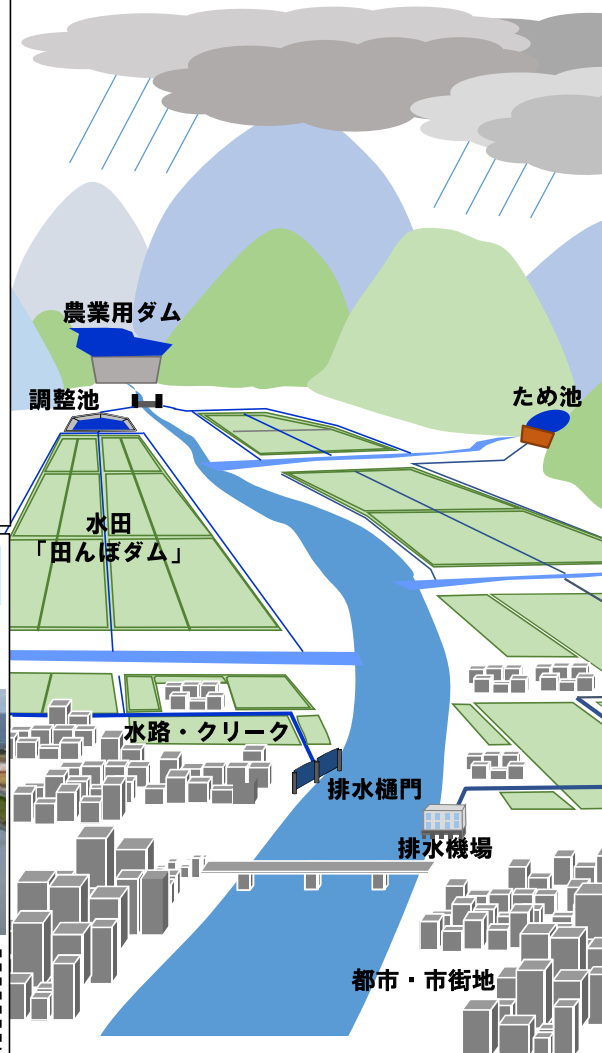 農業用ダム
調整池
ため池
水田
「田んぼダム」
水路・クリーク
排水樋門
排水機場
都市・市街地